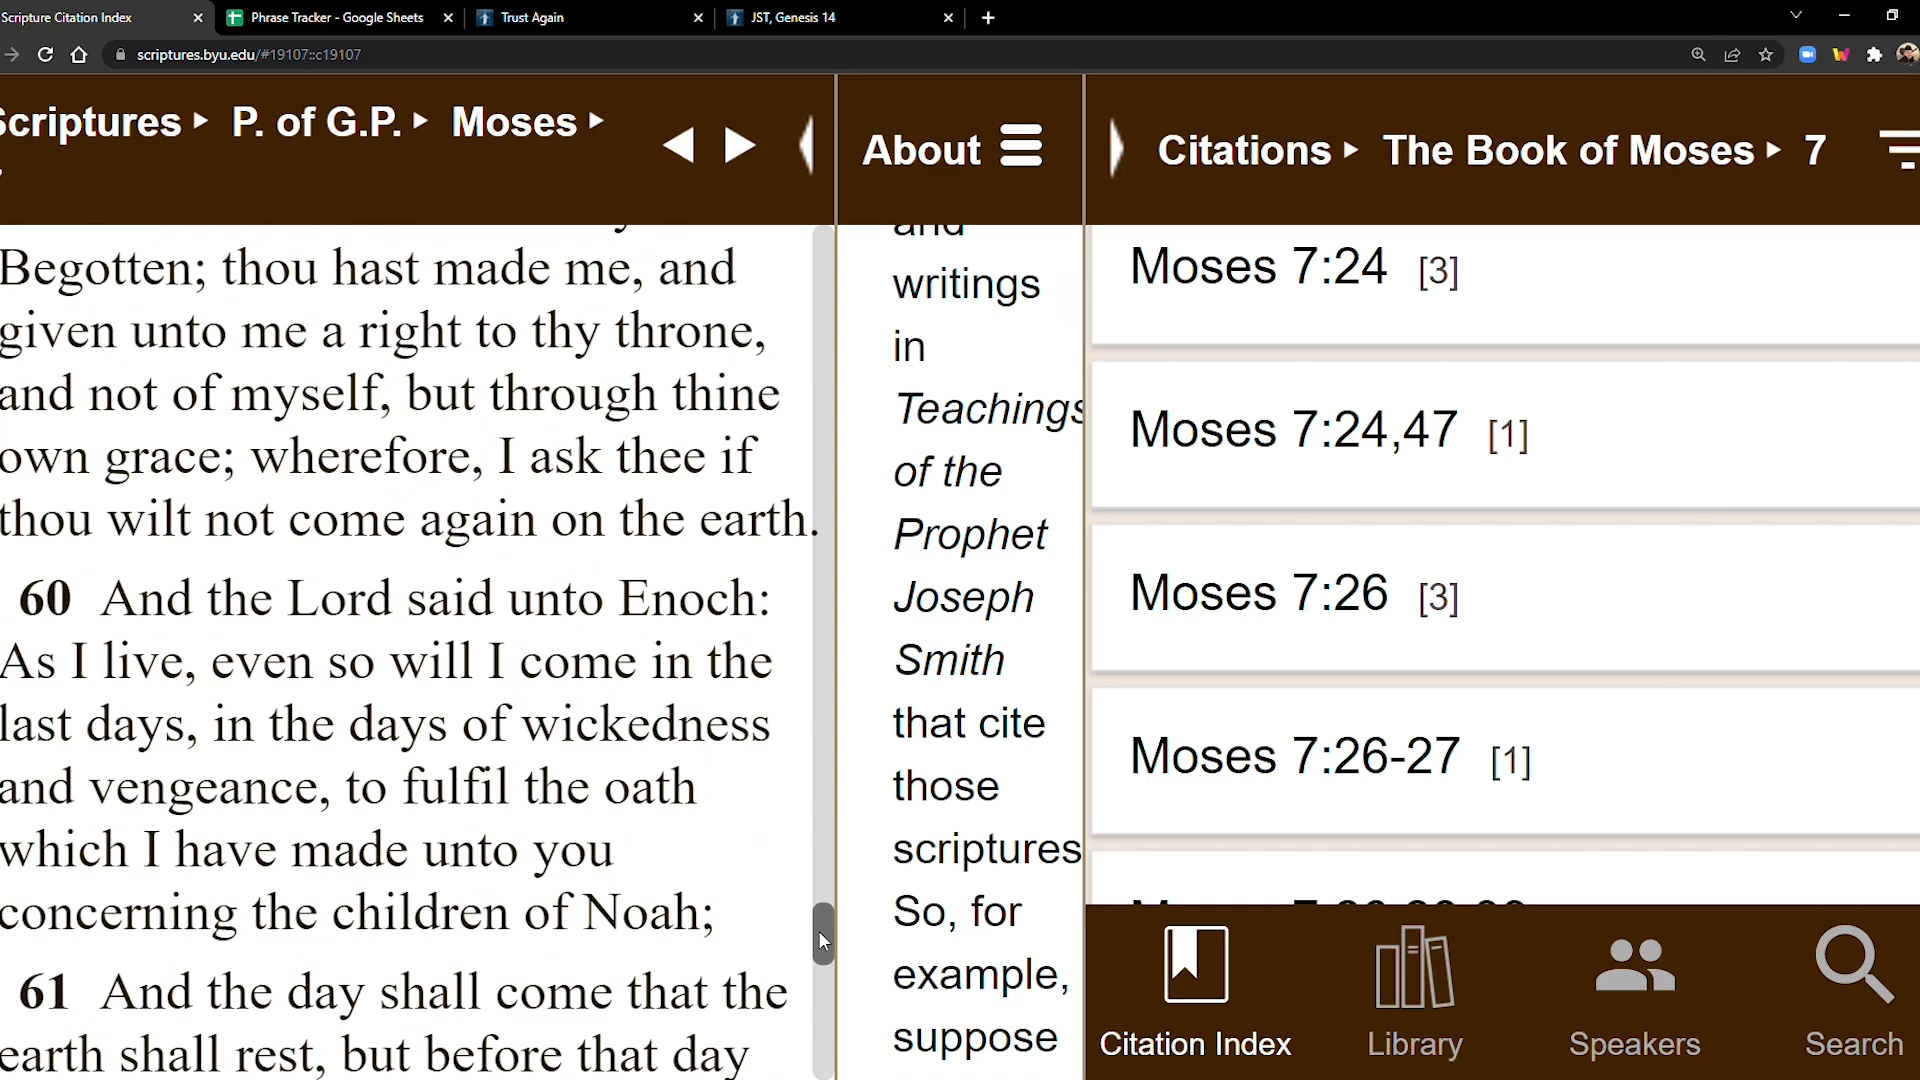 Scripture Citation Index
Phrase Tracker - Google Sheets
Trust Again
JST, Genesis 14
scriptures.byu.edu/#19107::c19107
Scriptures
P. of G.P.
Moses
Begotten; thou hast made me, and
given unto me a right to thy throne,
and not of myself, but through thine
own grace; wherefore, I ask thee if
thou wilt not come again on the earth.
60 And the Lord said unto Enoch:
As I live, even so will I come in the
last days, in the days of wickedness
and vengeance, to fulfil the oath
which I have made unto you
concerning the children of Noah;
61 And the day shall come that the
earth shall rest, but before that day
About
and
writings
in
Teachings
of the
Prophet
Joseph
Smith
that cite
those
scriptures
So, for
example,
suppose
Citations
The Book of Moses
7
Moses 7:24 [3]
Moses 7:24,47 [1]
Moses 7:26 [3]
Moses 7:26-27 [1]
Citation Index
Library
Speakers
Search